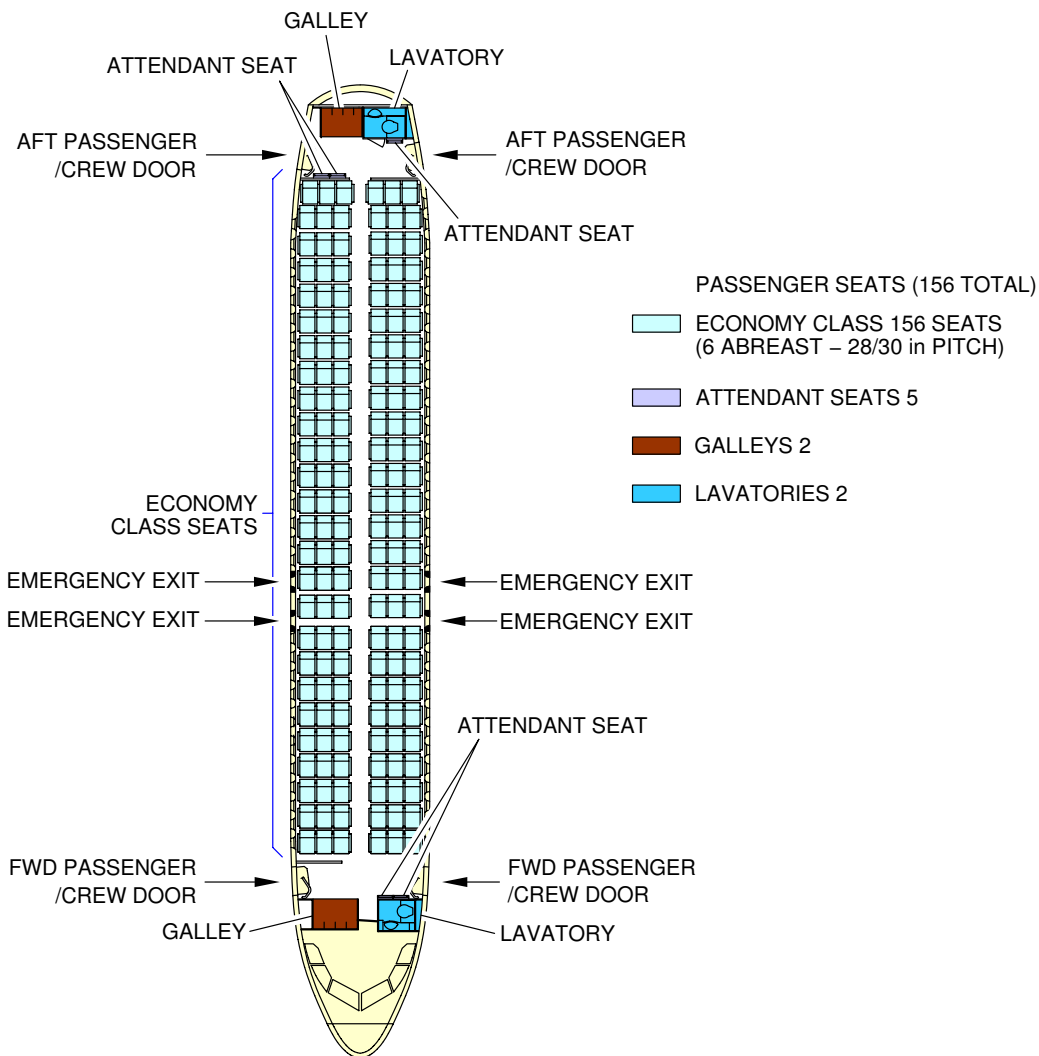 GALLEY
ATTENDANT SEAT
LAVATORY
AFT PASSENGER
/CREW DOOR
AFT PASSENGER
/CREW DOOR
ATTENDANT SEAT
PASSENGER SEATS (156 TOTAL)
ECONOMY CLASS 156 SEATS
(6 ABREAST – 28/30 in PITCH)
ATTENDANT SEATS 5
GALLEYS 2
LAVATORIES 2
ECONOMY
CLASS SEATS
EMERGENCY EXIT
EMERGENCY EXIT
EMERGENCY EXIT
EMERGENCY EXIT
ATTENDANT SEAT
FWD PASSENGER
/CREW DOOR
FWD PASSENGER
/CREW DOOR
GALLEY
LAVATORY